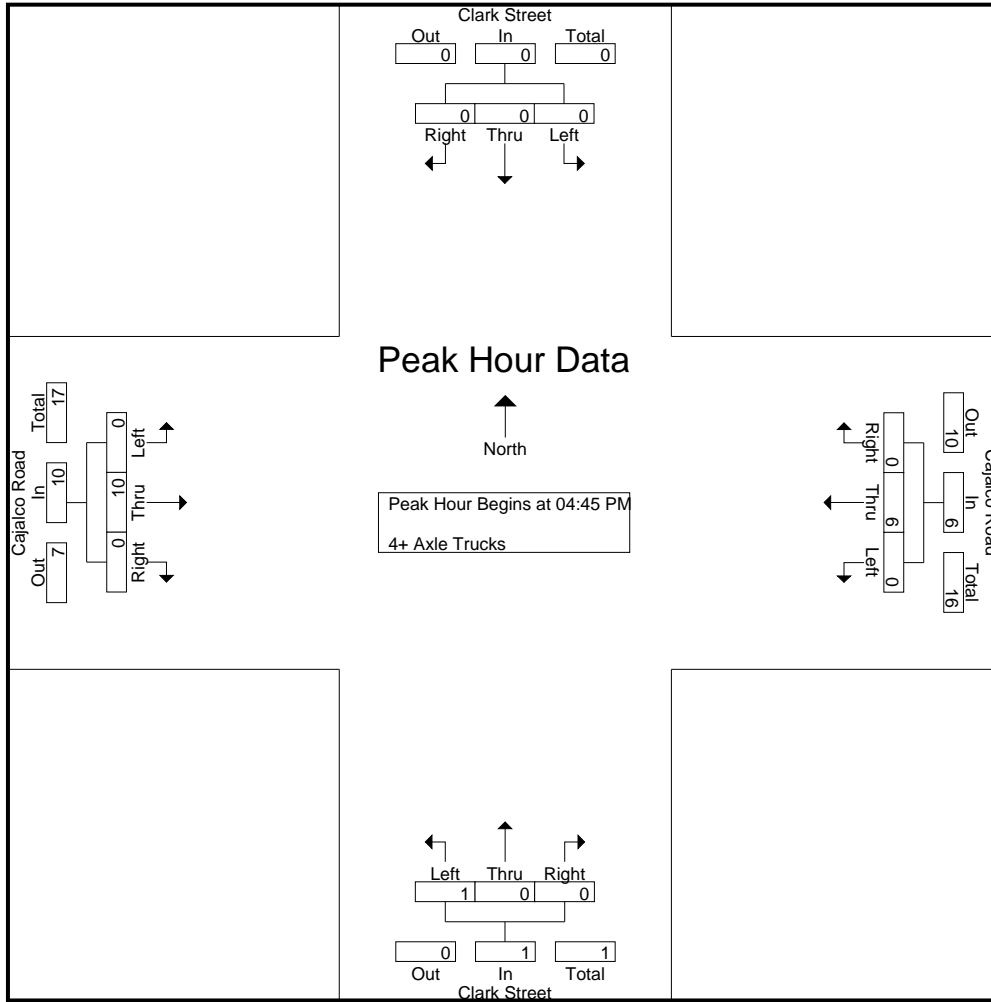 Clark Street
Out In Total
0 0 0
0 0 0
Right Thru Left
Peak Hour Data
North
Peak Hour Begins at 04:45 PM
4+ Axle Trucks
Cajalco Road
Out In Total
7 10 17
Left Thru Right
0 10 0
Cajalco Road
Out In Total
10 6 16
Right Thru Left
0 6 0
Left Thru Right
1 0 0
0 1 1
Out In Total
Clark Street